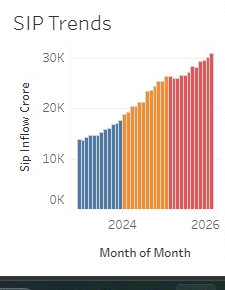 SIP Trends
30K
20K
10K
0K
Sip Inflow Crore
2024 2026
Month of Month